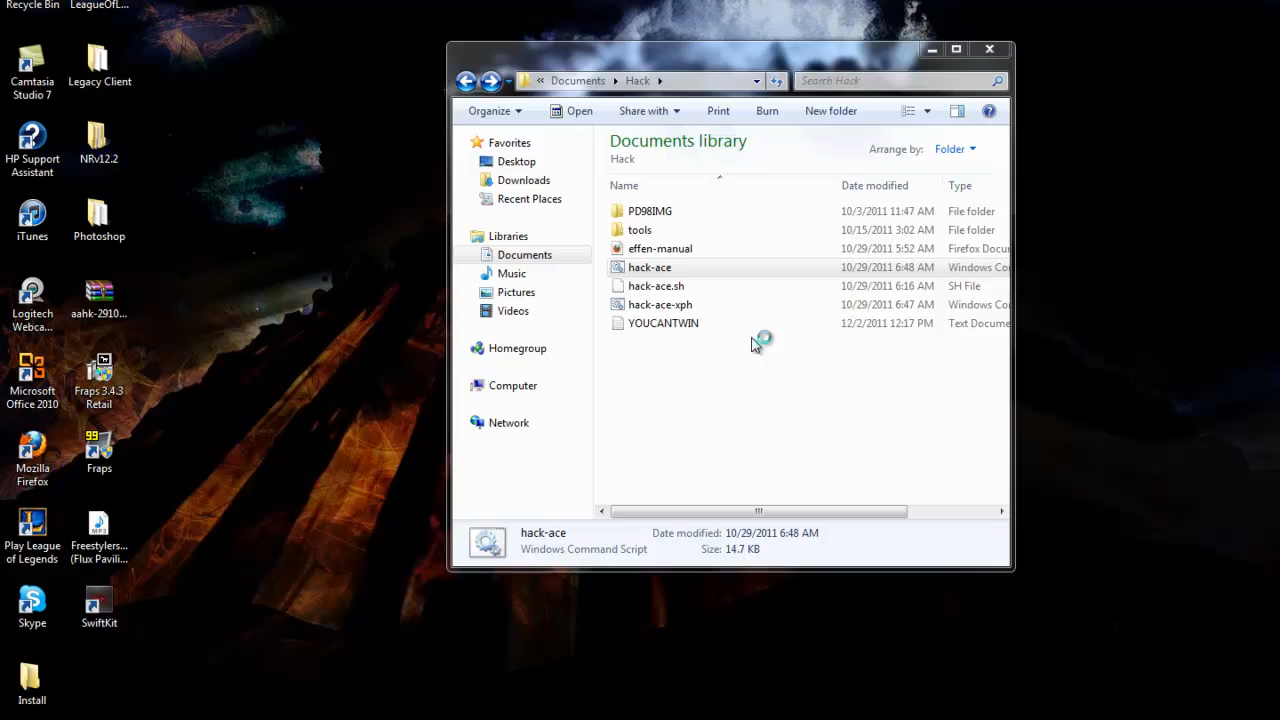 Recycle Bin
LeagueOfL...
Camtasia
Studio 7
Legacy Client
HP Support
Assistant
NRv12.2
iTunes
Photoshop
Logitech
Webca...
aahk-2910...
Microsoft
Office 2010
Fraps 3.4.3
Retail
Mozilla
Firefox
99
Fraps
Play League
of Legends
MP3
Freestylers...
(Flux Pavili...
Skype
SwiftKit
Install
« Documents Hack
Search Hack
Organize Open Share with Print Burn New folder
Favorites
Desktop
Downloads
Recent Places
Libraries
Documents
Music
Pictures
Videos
Homegroup
Computer
Network
Documents library
Hack
Arrange by: Folder
Name Date modified Type
PD98IMG 10/3/2011 11:47 AM File folder
tools 10/15/2011 3:02 AM File folder
effen-manual 10/29/2011 5:52 AM Firefox Docu
hack-ace 10/29/2011 6:48 AM Windows Co
hack-ace.sh 10/29/2011 6:16 AM SH File
hack-ace-xph 10/29/2011 6:47 AM Windows Co
YOUCANTWIN 12/2/2011 12:17 PM Text Docume
hack-ace Date modified: 10/29/2011 6:48 AM
Windows Command Script Size: 14.7 KB